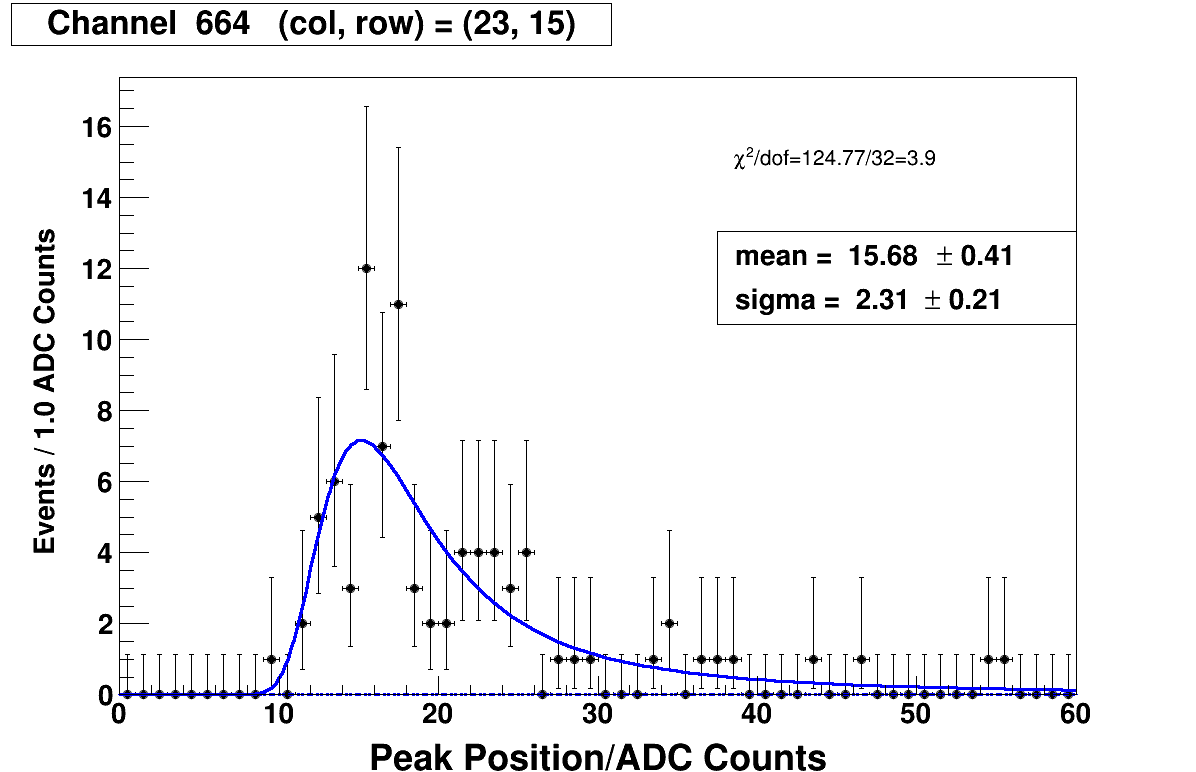 Channel 664 (col, row) = (23, 15)
χ²/dof=124.77/32=3.9
mean = 15.68 ± 0.41
sigma = 2.31 ± 0.21
Events / 1.0 ADC Counts
16
14
12
10
8
6
4
2
0
0 10 20 30 40 50 60
Peak Position/ADC Counts